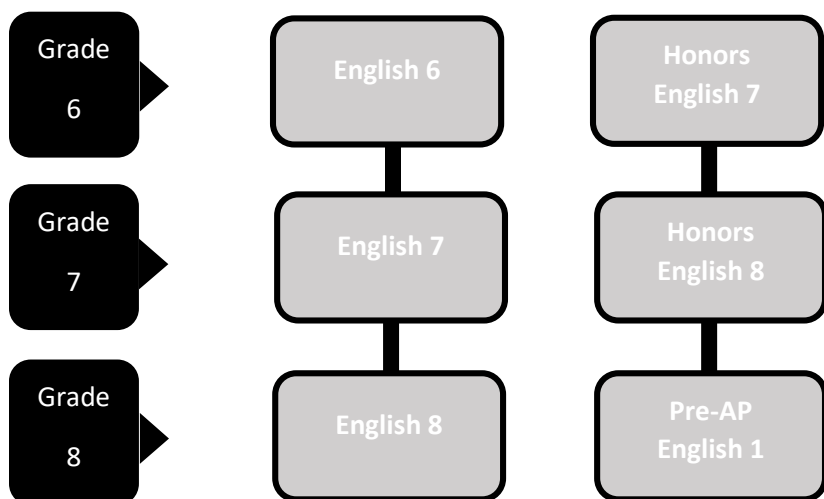 Grade
6
English 6
Honors
English 7
Grade
7
English 7
Honors
English 8
Grade
8
English 8
Pre-AP
English 1